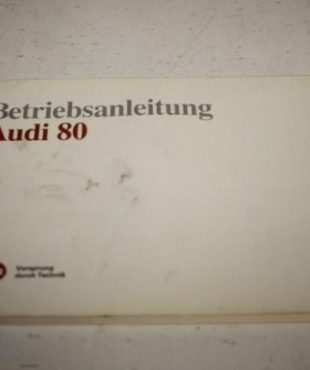 Betriebsanleitung
Audi 80
Vorsprung
durch Technik